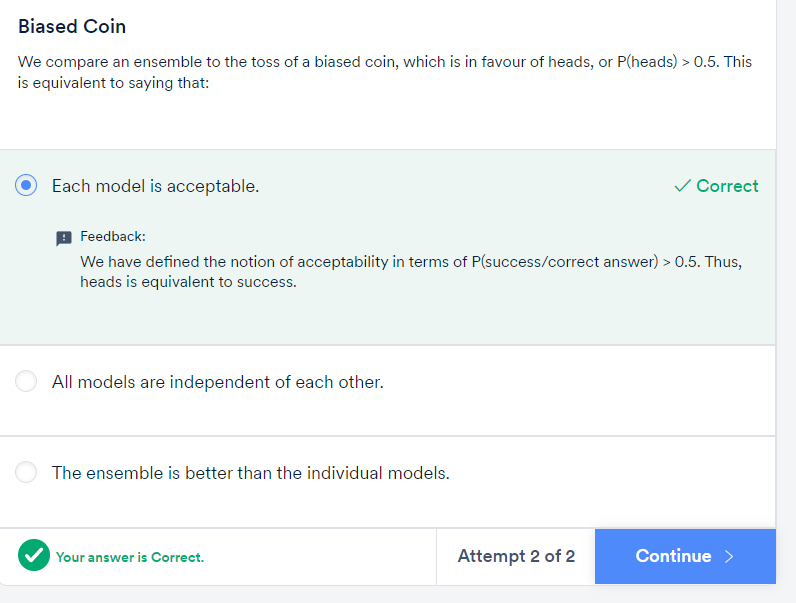 Biased Coin
We compare an ensemble to the toss of a biased coin, which is in favour of heads, or P(heads) > 0.5. This
is equivalent to saying that:
Each model is acceptable.
Correct
Feedback:
We have defined the notion of acceptability in terms of P(success/correct answer) > 0.5. Thus,
heads is equivalent to success.
All models are independent of each other.
The ensemble is better than the individual models.
Your answer is Correct.
Attempt 2 of 2
Continue